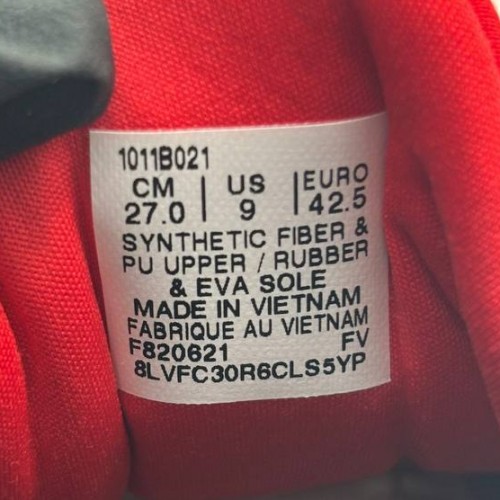 1011B021
CM | US | EURO
27.0 | 9 | 42.5
SYNTHETIC FIBER &
PU UPPER / RUBBER
& EVA SOLE
MADE IN VIETNAM
FABRIQUE AU VIETNAM
F820621 FV
8LVFC30R6CLS5YP